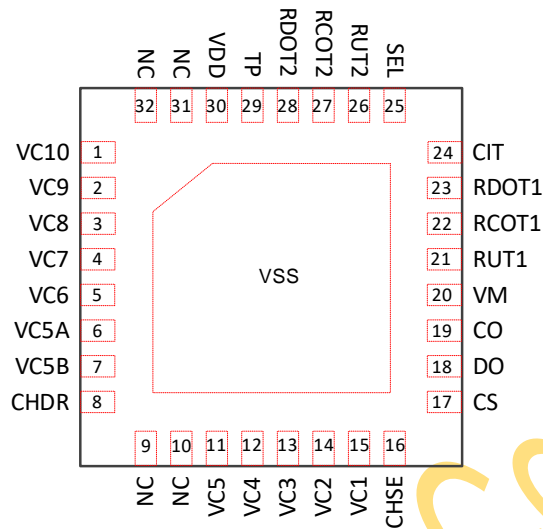 NC NC VDD TP RDOT2 RCOT2 RUT2 SEL
32 31 30 29 28 27 26 25
VC10 1
VC9 2
VC8 3
VC7 4
VC6 5
VC5A 6
VC5B 7
CHDR 8
VSS
24 CIT
23 RDOT1
22 RCOT1
21 RUT1
20 VM
19 CO
18 DO
17 CS
9 10 11 12 13 14 15 16
NC NC VC5 VC4 VC3 VC2 VC1 CHSE